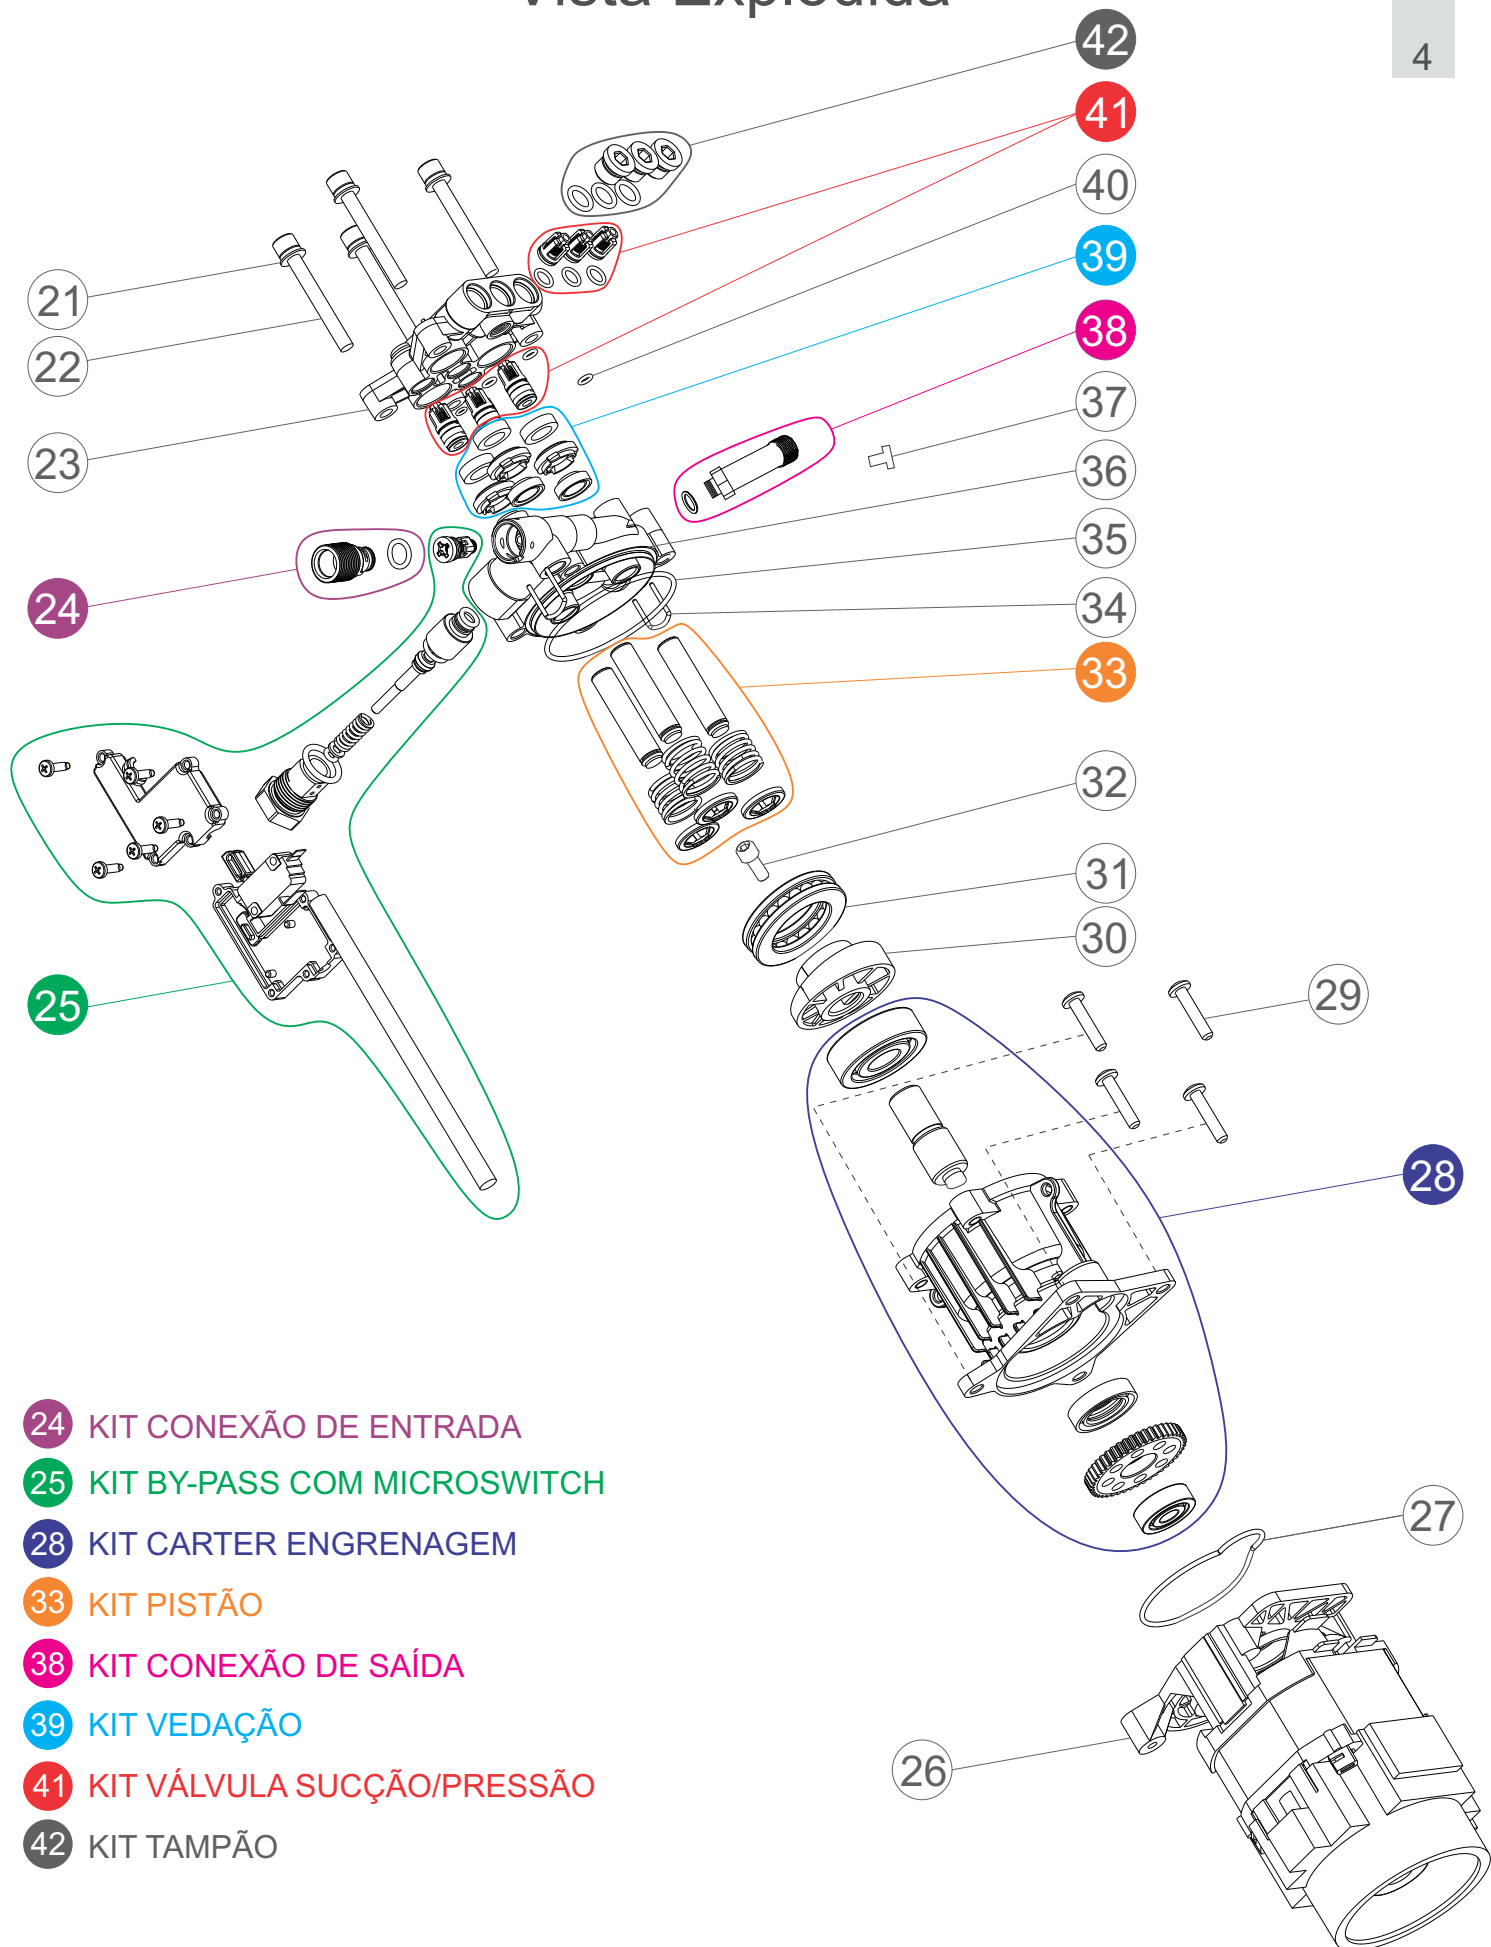 Vista Explodida
4
42
41
40
39
38
37
36
35
34
33
32
31
30
29
28
27
26
21
22
23
24
25
24 KIT CONEXÃO DE ENTRADA
25 KIT BY-PASS COM MICROSWITCH
28 KIT CARTER ENGRENAGEM
33 KIT PISTÃO
38 KIT CONEXÃO DE SAÍDA
39 KIT VEDAÇÃO
41 KIT VÁLVULA SUCÇÃO/PRESSÃO
42 KIT TAMPÃO